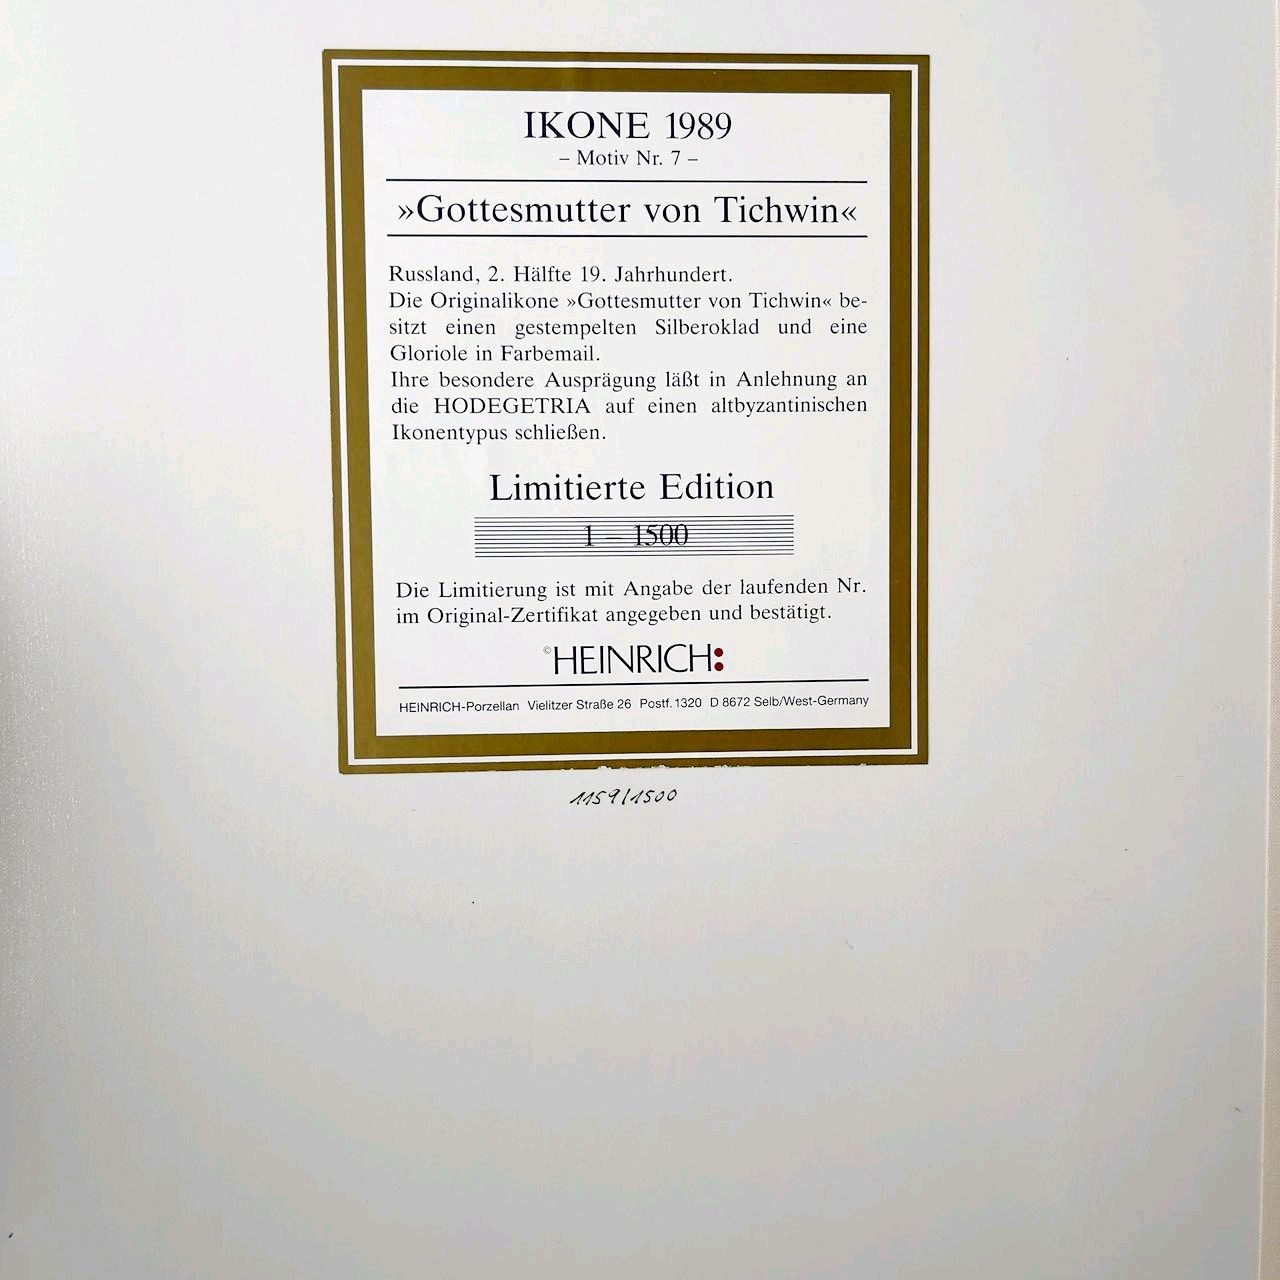 IKONE 1989
– Motiv Nr. 7 –
»Gottesmutter von Tichwin«
Russland, 2. Hälfte 19. Jahrhundert.
Die Originalikone »Gottesmutter von Tichwin« be-
sitzt einen gestempelten Silberoklad und eine
Gloriole in Farbemail.
Ihre besondere Ausprägung läßt in Anlehnung an
die HODEGETRIA auf einen altbyzantinischen
Ikonentypus schließen.
Limitierte Edition
1 – 1500
Die Limitierung ist mit Angabe der laufenden Nr.
im Original-Zertifikat angegeben und bestätigt.
©HEINRICH:
HEINRICH-Porzellan Vielitzer Straße 26 Postf. 1320 D 8672 Selb/West-Germany
1159/1500